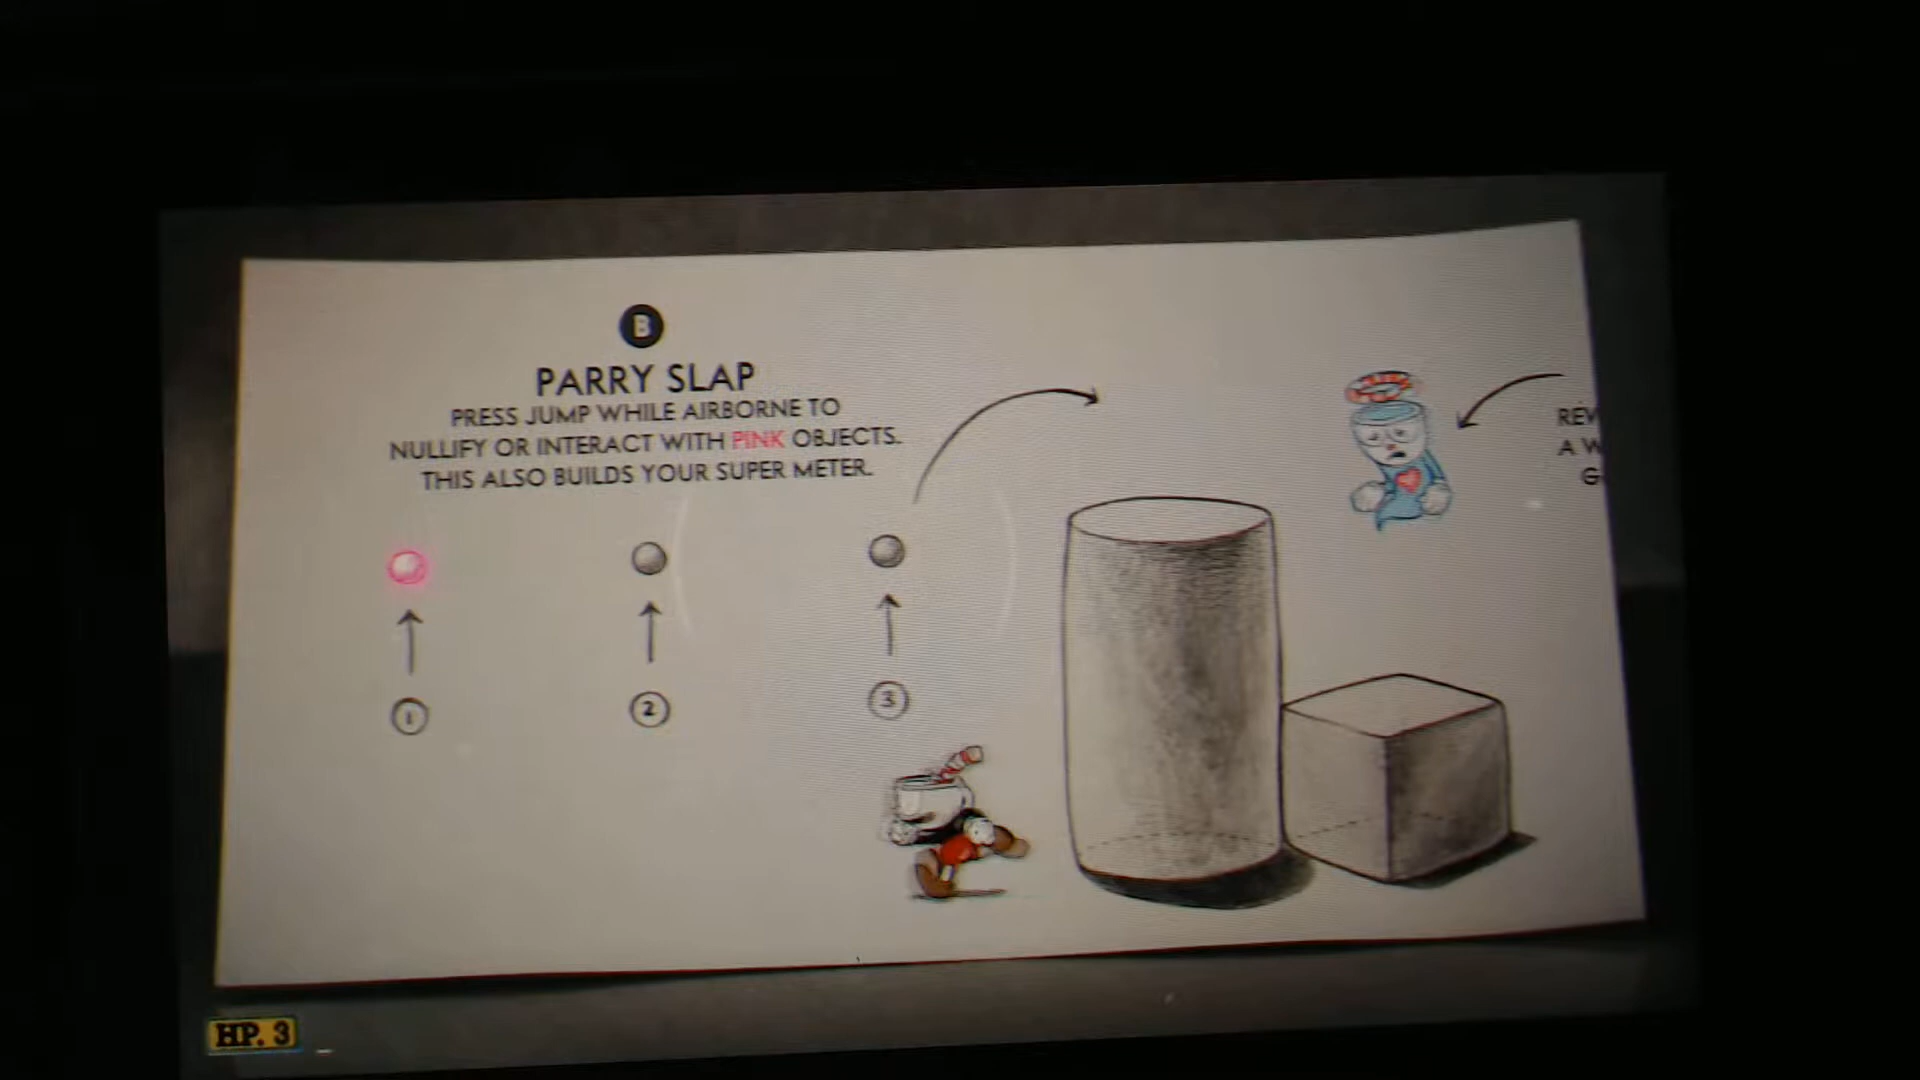 B
PARRY SLAP
PRESS JUMP WHILE AIRBORNE TO
NULLIFY OR INTERACT WITH PINK OBJECTS.
THIS ALSO BUILDS YOUR SUPER METER.
REV
A W
G
1
2
3
HP. 3